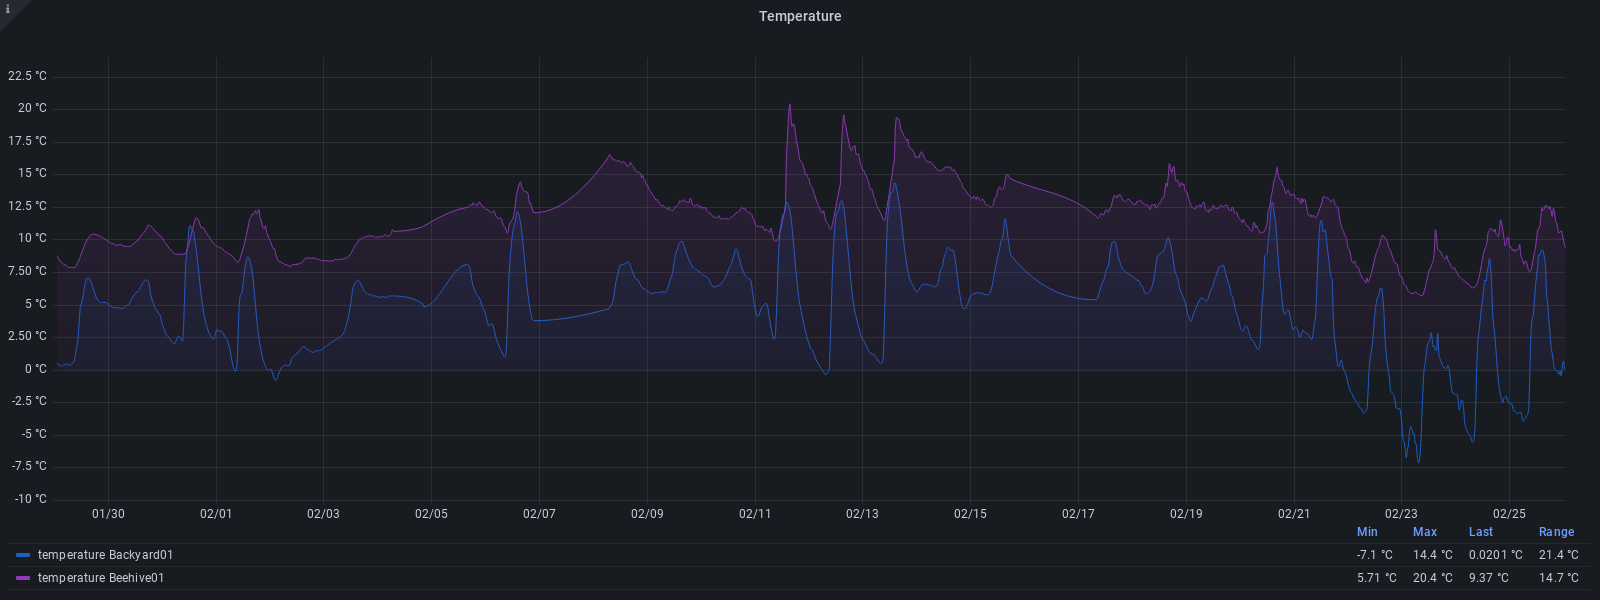 i
Temperature
22.5 °C
20 °C
17.5 °C
15 °C
12.5 °C
10 °C
7.50 °C
5 °C
2.50 °C
0 °C
-2.5 °C
-5 °C
-7.5 °C
-10 °C
01/30 02/01 02/03 02/05 02/07 02/09 02/11 02/13 02/15 02/17 02/19 02/21 02/23 02/25
Min Max Last Range
temperature Backyard01 -7.1 °C 14.4 °C 0.0201 °C 21.4 °C
temperature Beehive01 5.71 °C 20.4 °C 9.37 °C 14.7 °C